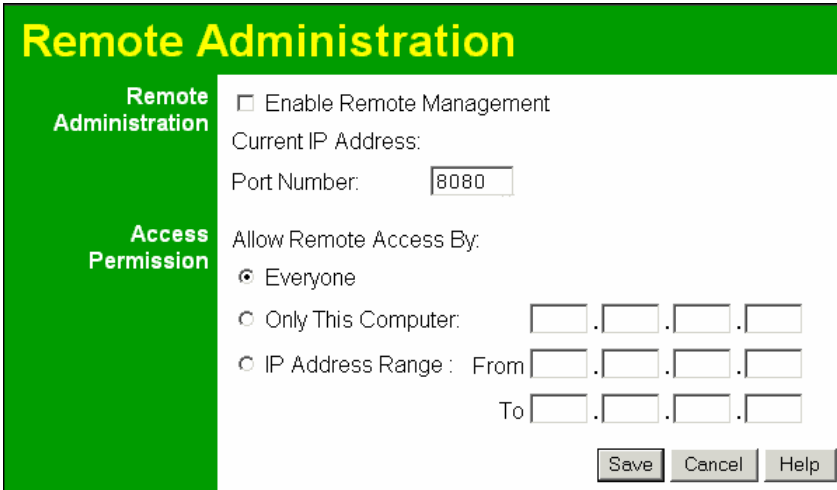 Remote Administration
Remote Administration
Enable Remote Management
Current IP Address:
Port Number: 8080
Access Permission
Allow Remote Access By:
Everyone
Only This Computer: . . .
IP Address Range : From . . .
To . . .
Save Cancel Help